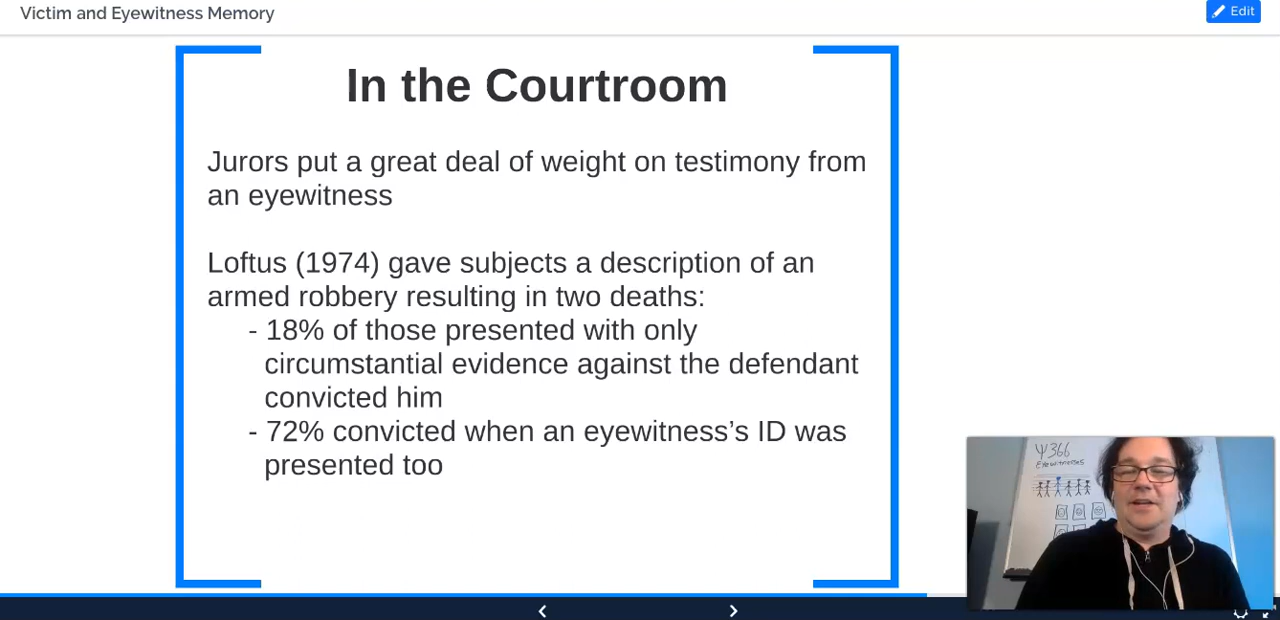 Victim and Eyewitness Memory
Edit
In the Courtroom
Jurors put a great deal of weight on testimony from
an eyewitness
Loftus (1974) gave subjects a description of an
armed robbery resulting in two deaths:
- 18% of those presented with only
circumstantial evidence against the defendant
convicted him
- 72% convicted when an eyewitness’s ID was
presented too
Ψ 366
Eyewitnesses